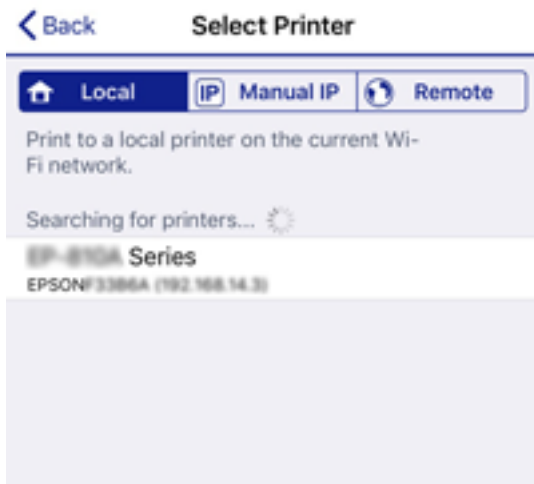 Back
Select Printer
Local
IP Manual IP
Remote
Print to a local printer on the current Wi-
Fi network.
Searching for printers...
Series
EPSON